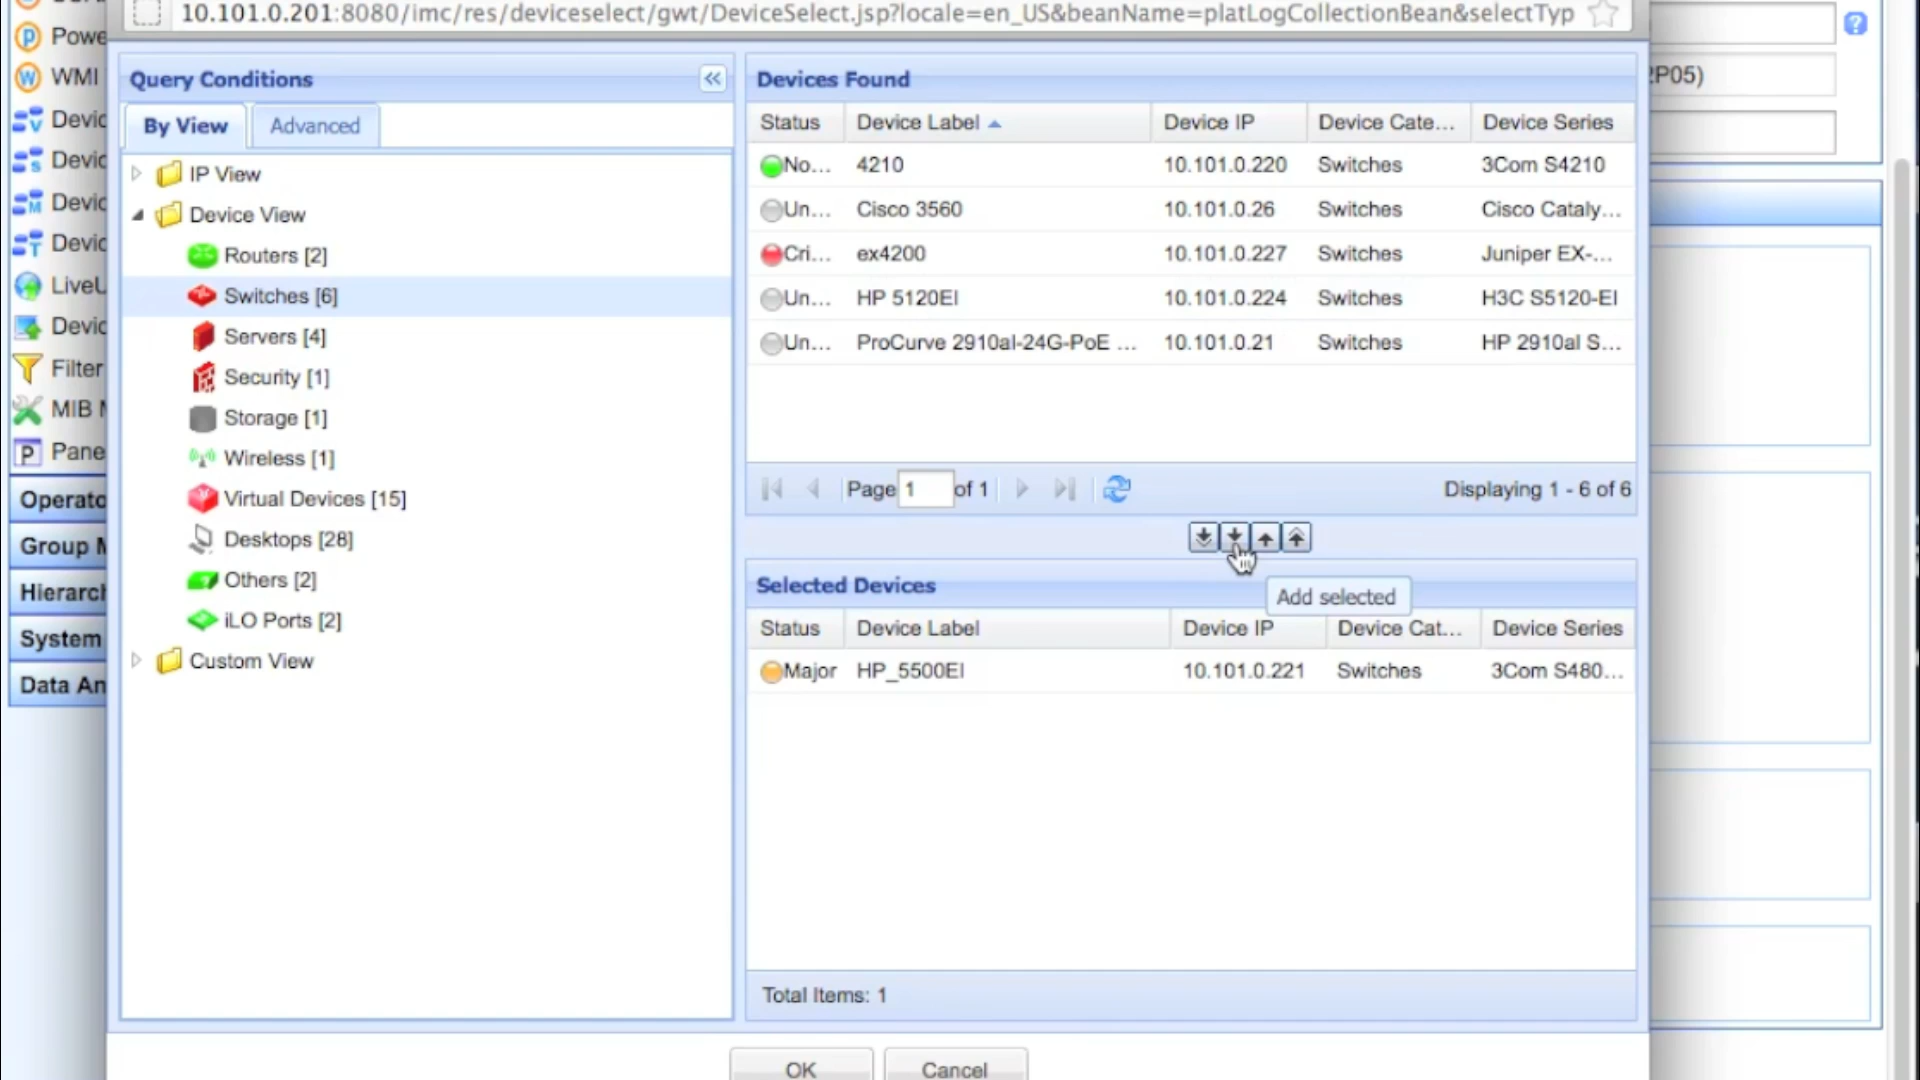 10.101.0.201:8080/imc/res/deviceselect/gwt/DeviceSelect.jsp?locale=en_US&beanName=platLogCollectionBean&selectTyp
Powe
WMI
Devic
Devic
Devic
Devic
LiveU
Devic
Filter
MIB M
Pane
Operato
Group M
Hierarch
System
Data An
Query Conditions
By View
Advanced
IP View
Device View
Routers [2]
Switches [6]
Servers [4]
Security [1]
Storage [1]
Wireless [1]
Virtual Devices [15]
Desktops [28]
Others [2]
iLO Ports [2]
Custom View
Devices Found
Status Device Label Device IP Device Cate... Device Series
No... 4210 10.101.0.220 Switches 3Com S4210
Un... Cisco 3560 10.101.0.26 Switches Cisco Cataly...
Cri... ex4200 10.101.0.227 Switches Juniper EX-...
Un... HP 5120EI 10.101.0.224 Switches H3C S5120-EI
Un... ProCurve 2910al-24G-PoE ... 10.101.0.21 Switches HP 2910al S...
Page 1 of 1 Displaying 1 - 6 of 6
Selected Devices
Add selected
Status Device Label Device IP Device Cat... Device Series
Major HP_5500EI 10.101.0.221 Switches 3Com S480...
Total Items: 1
OK Cancel
P05)